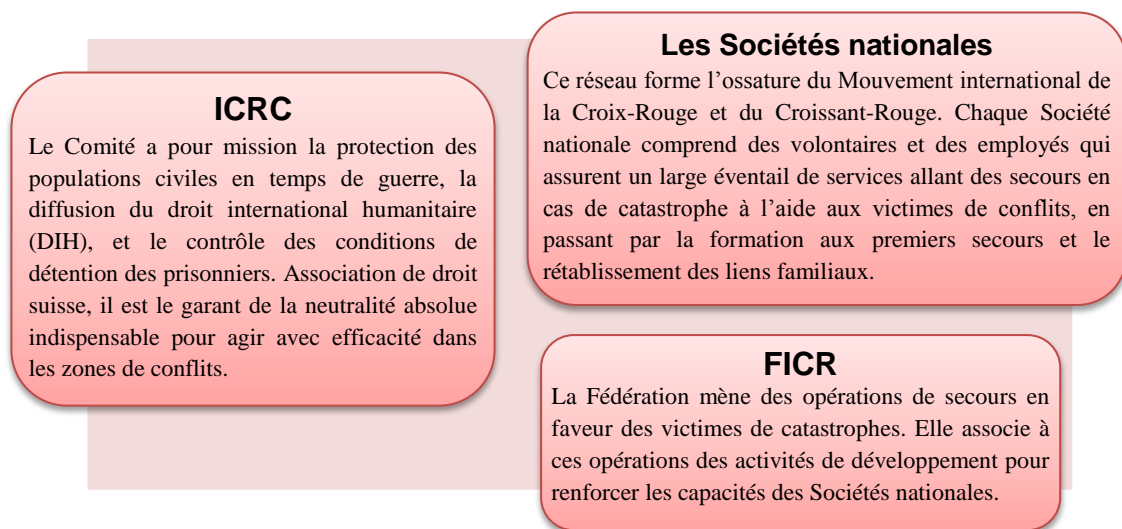 ICRC
Le Comité a pour mission la protection des
populations civiles en temps de guerre, la
diffusion du droit international humanitaire
(DIH), et le contrôle des conditions de
détention des prisonniers. Association de droit
suisse, il est le garant de la neutralité absolue
indispensable pour agir avec efficacité dans
les zones de conflits.
Les Sociétés nationales
Ce réseau forme l’ossature du Mouvement international de
la Croix-Rouge et du Croissant-Rouge. Chaque Société
nationale comprend des volontaires et des employés qui
assurent un large éventail de services allant des secours en
cas de catastrophe à l’aide aux victimes de conflits, en
passant par la formation aux premiers secours et le
rétablissement des liens familiaux.
FICR
La Fédération mène des opérations de secours en
faveur des victimes de catastrophes. Elle associe à
ces opérations des activités de développement pour
renforcer les capacités des Sociétés nationales.